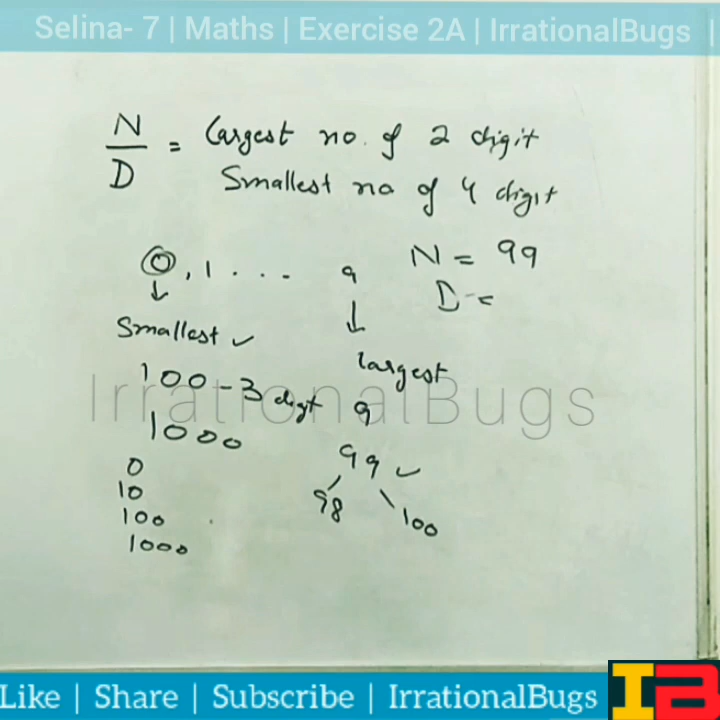 Selina- 7 | Maths | Exercise 2A | IrrationalBugs |
N/D = Largest no. of 2 digit
Smallest no of 4 digit
0, 1 . . . 9
N = 99
D =
Smallest ✓
largest
100 - 3 digt
9
IrrationalBugs
1000
99 ✓
0
98
10
100
100
1000
Like | Share | Subscribe | IrrationalBugs
IB